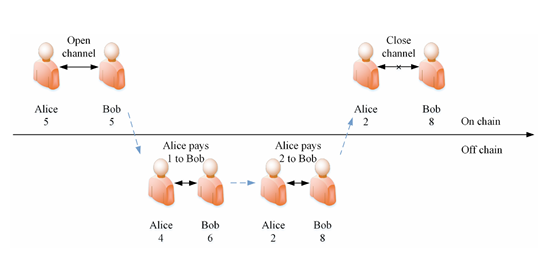 Open
channel
Alice
5
Bob
5
Close
channel
Alice
2
Bob
8
On chain
Off chain
Alice pays
1 to Bob
Alice
4
Bob
6
Alice pays
2 to Bob
Alice
2
Bob
8